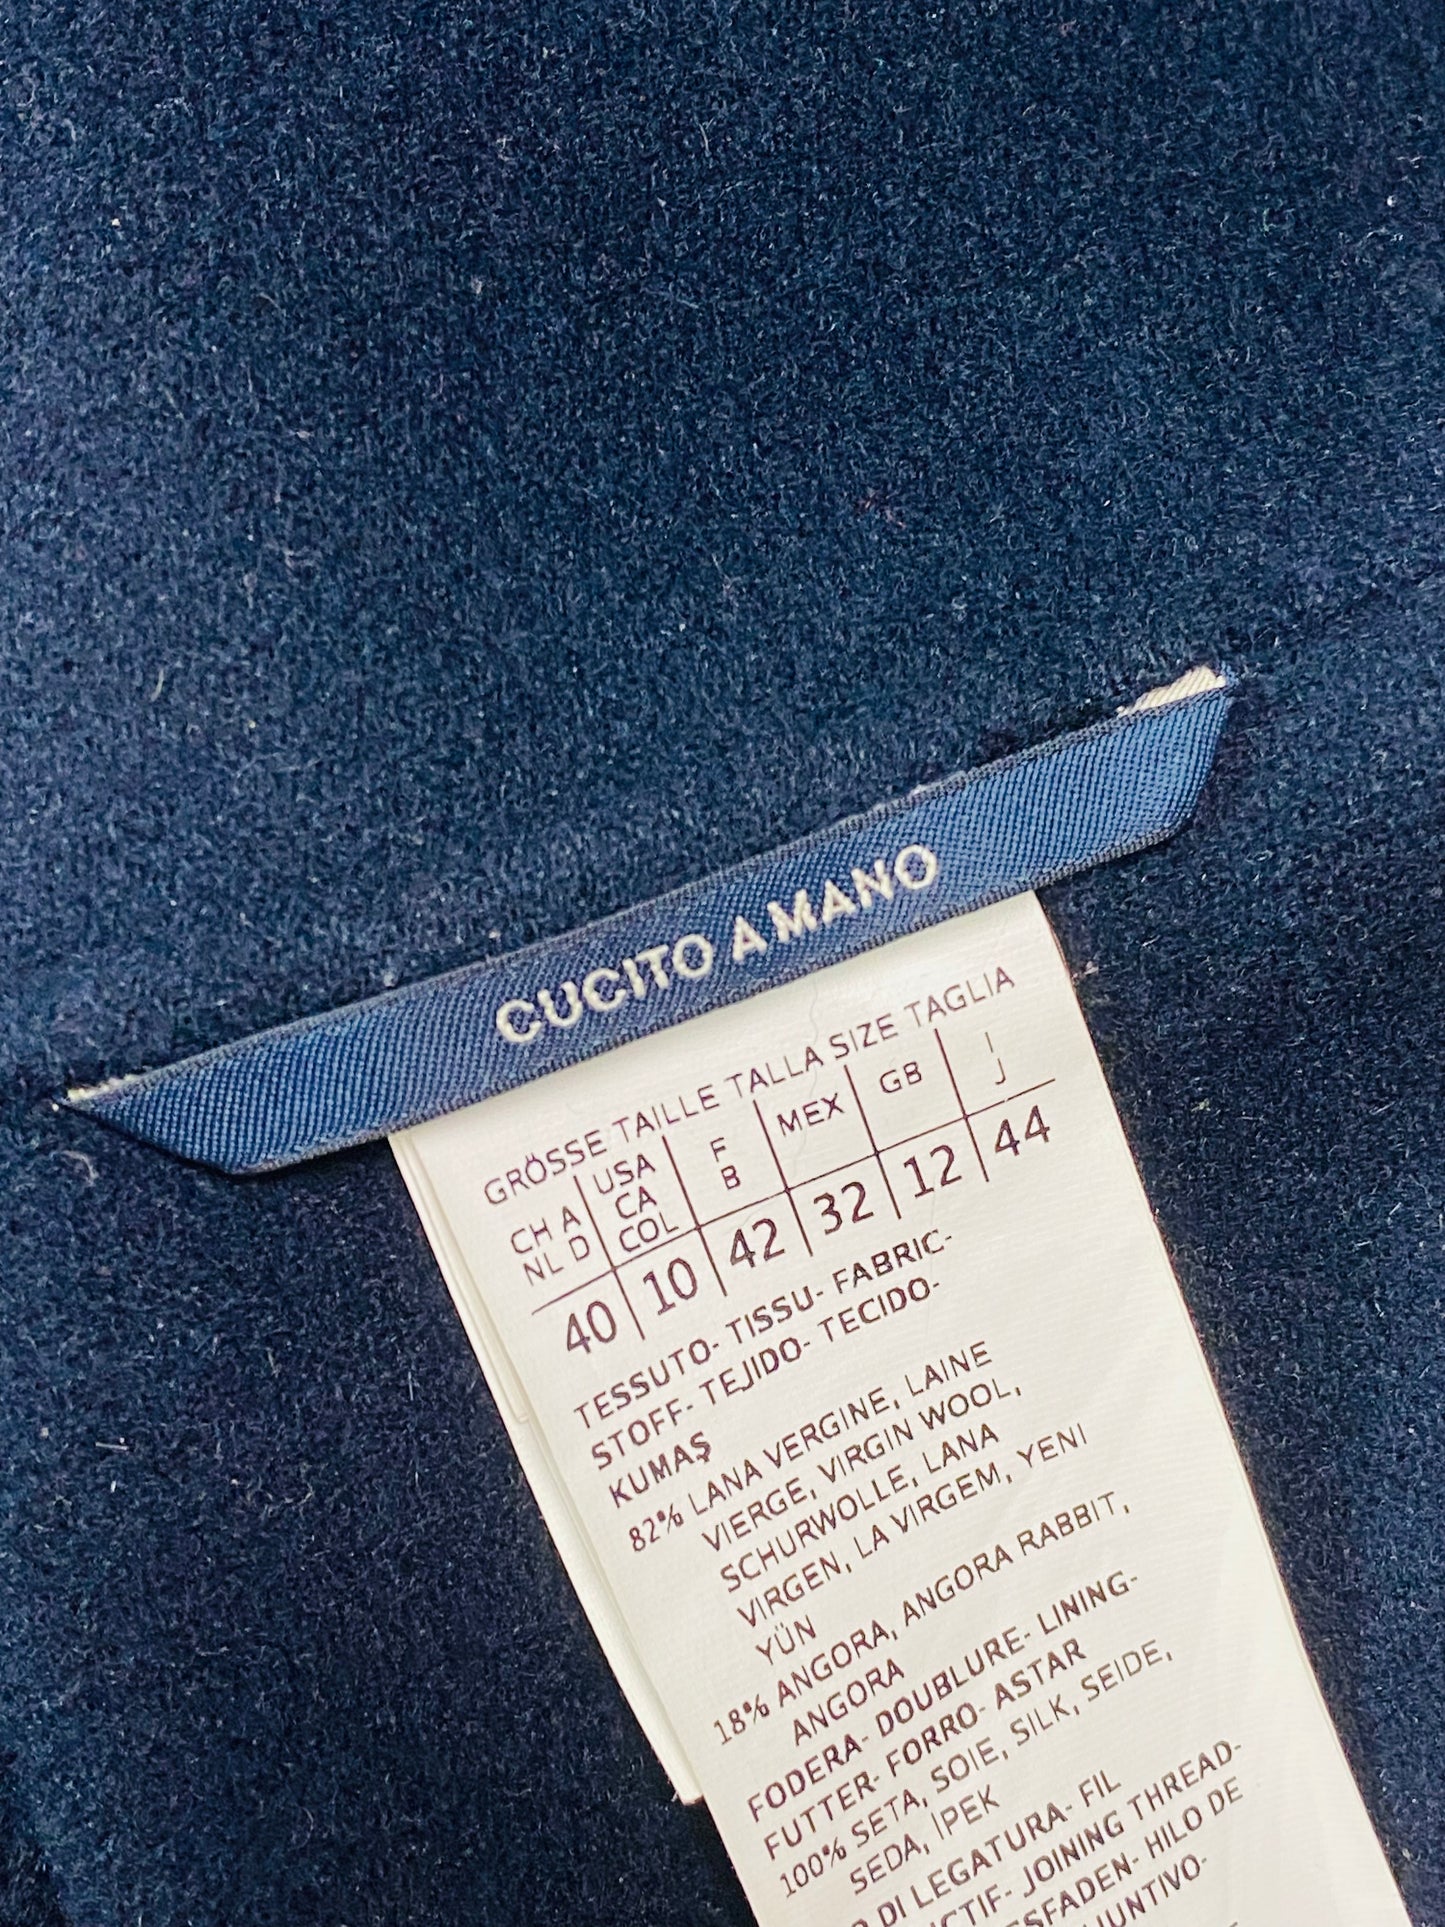 CUCITO A MANO
GRÖSSE TAILLE TALLA SIZE TAGLIA
CH A
NL D
USA
CA
COL
F
B
MEX
GB
I
J
40 10 42 32 12 44
TESSUTO- TISSU- FABRIC-
STOFF- TEJIDO- TECIDO-
KUMAŞ
82% LANA VERGINE, LAINE
VIERGE, VIRGIN WOOL,
SCHURWOLLE, LANA
VIRGEN, LA VIRGEM, YENI
YÜN
18% ANGORA, ANGORA RABBIT,
ANGORA
FODERA- DOUBLURE- LINING-
FUTTER- FORRO- ASTAR
100% SETA, SOIE, SILK, SEIDE,
SEDA, IPEK
DI LEGATURA- FIL
JOINING THREAD-
HILO DE